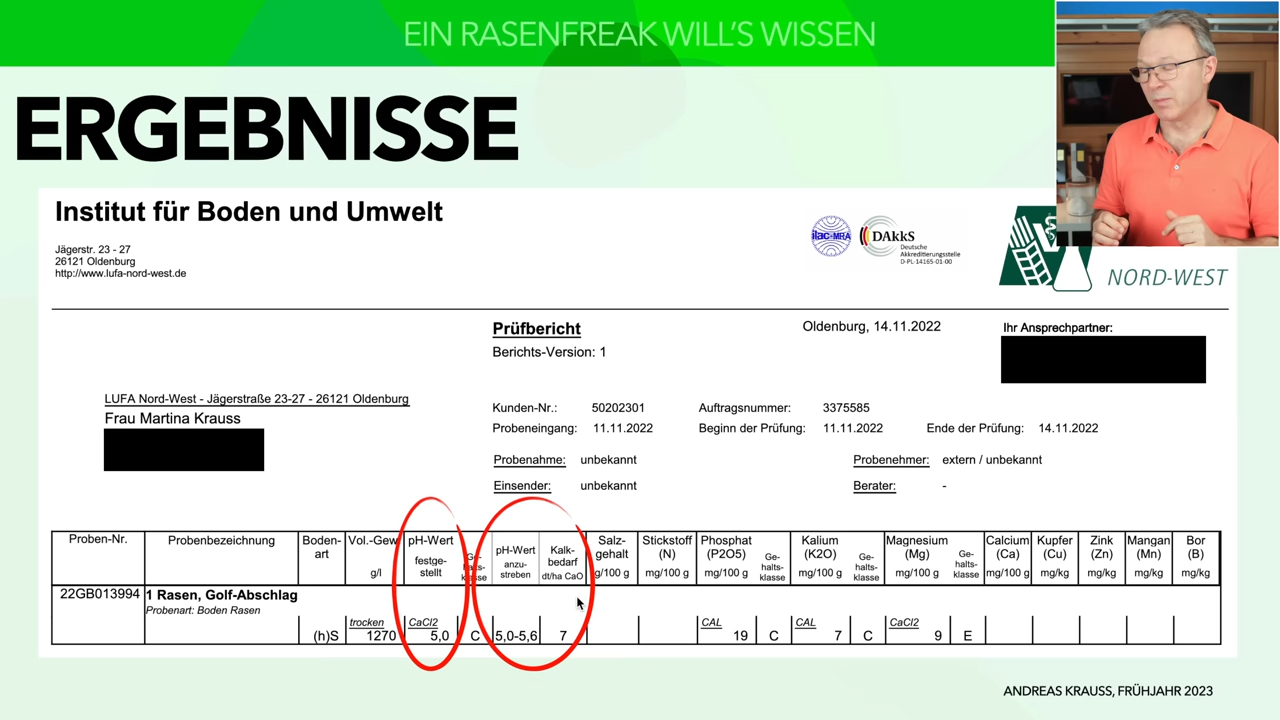 EIN RASENFREAK WILL'S WISSEN
ERGEBNISSE
Institut für Boden und Umwelt
Jägerstr. 23 - 27
26121 Oldenburg
http://www.lufa-nord-west.de
ilac-MRA
DAkkS
Deutsche
Akkreditierungsstelle
D-PL-14165-01-00
NORD-WEST
Prüfbericht
Oldenburg, 14.11.2022
Ihr Ansprechpartner:
Berichts-Version: 1
LUFA Nord-West - Jägerstraße 23-27 - 26121 Oldenburg
Frau Martina Krauss
Kunden-Nr.: 50202301 Auftragsnummer: 3375585
Probeneingang: 11.11.2022 Beginn der Prüfung: 11.11.2022 Ende der Prüfung: 14.11.2022
Probenahme: unbekannt Probenehmer: extern / unbekannt
Einsender: unbekannt Berater: -
Proben-Nr.
Probenbezeichnung
Boden-
art
Vol.-Gew
g/l
pH-Wert
festge-
stellt
Ge-
halts-
klasse
pH-Wert
anzu-
streben
Kalk-
bedarf
dt/ha CaO
Salz-
gehalt
g/100 g
Stickstoff
(N)
mg/100 g
Phosphat
(P2O5)
mg/100 g
Ge-
halts-
klasse
Kalium
(K2O)
mg/100 g
Ge-
halts-
klasse
Magnesium
(Mg)
mg/100 g
Ge-
halts-
klasse
Calcium
(Ca)
mg/100 g
Kupfer
(Cu)
mg/kg
Zink
(Zn)
mg/kg
Mangan
(Mn)
mg/kg
Bor
(B)
mg/kg
22GB013994 1 Rasen, Golf-Abschlag
Probenart: Boden Rasen
trocken CaCl2 CAL CAL CaCl2
(h)S 1270 5,0 C 5,0-5,6 7 19 C 7 C 9 E
ANDREAS KRAUSS, FRÜHJAHR 2023